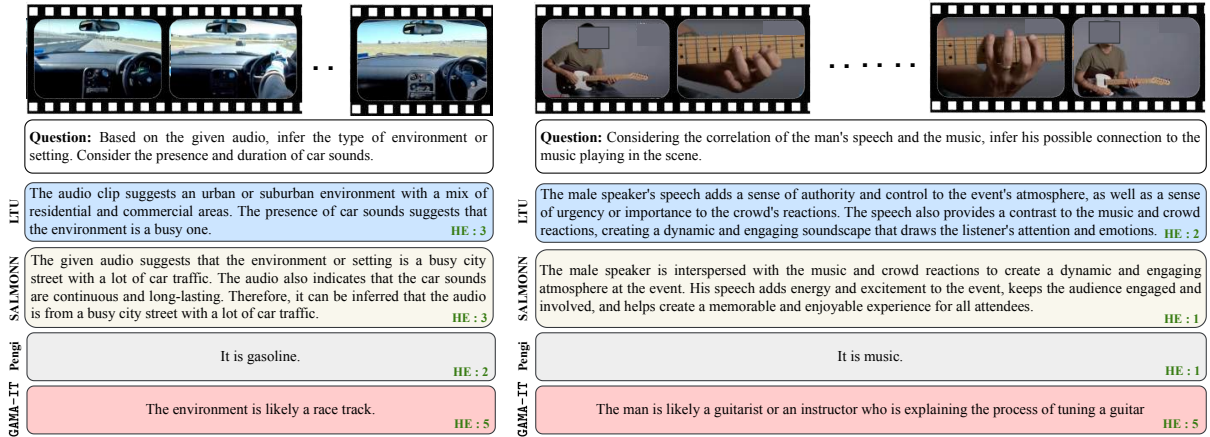 Question: Based on the given audio, infer the type of environment or
setting. Consider the presence and duration of car sounds.
LTU
The audio clip suggests an urban or suburban environment with a mix of
residential and commercial areas. The presence of car sounds suggests that
the environment is a busy one.
HE : 3
SALMONN
The given audio suggests that the environment or setting is a busy city
street with a lot of car traffic. The audio also indicates that the car sounds
are continuous and long-lasting. Therefore, it can be inferred that the audio
is from a busy city street with a lot of car traffic.
HE : 3
Pengi
It is gasoline.
HE : 2
GAMA-IT
The environment is likely a race track.
HE : 5
Question: Considering the correlation of the man's speech and the music, infer his possible connection to the
music playing in the scene.
LTU
The male speaker's speech adds a sense of authority and control to the event's atmosphere, as well as a sense
of urgency or importance to the crowd's reactions. The speech also provides a contrast to the music and crowd
reactions, creating a dynamic and engaging soundscape that draws the listener's attention and emotions.
HE : 2
SALMONN
The male speaker is interspersed with the music and crowd reactions to create a dynamic and engaging
atmosphere at the event. His speech adds energy and excitement to the event, keeps the audience engaged and
involved, and helps create a memorable and enjoyable experience for all attendees.
HE : 1
Pengi
It is music.
HE : 1
GAMA-IT
The man is likely a guitarist or an instructor who is explaining the process of tuning a guitar
HE : 5